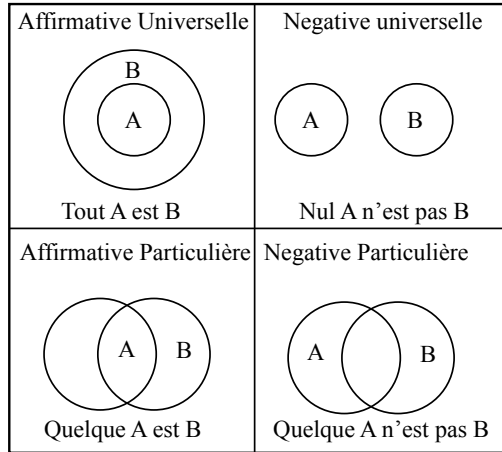 Affirmative Universelle
B
A
Tout A est B
Negative universelle
A
B
Nul A n’est pas B
Affirmative Particulière
A
B
Quelque A est B
Negative Particulière
A
B
Quelque A n’est pas B